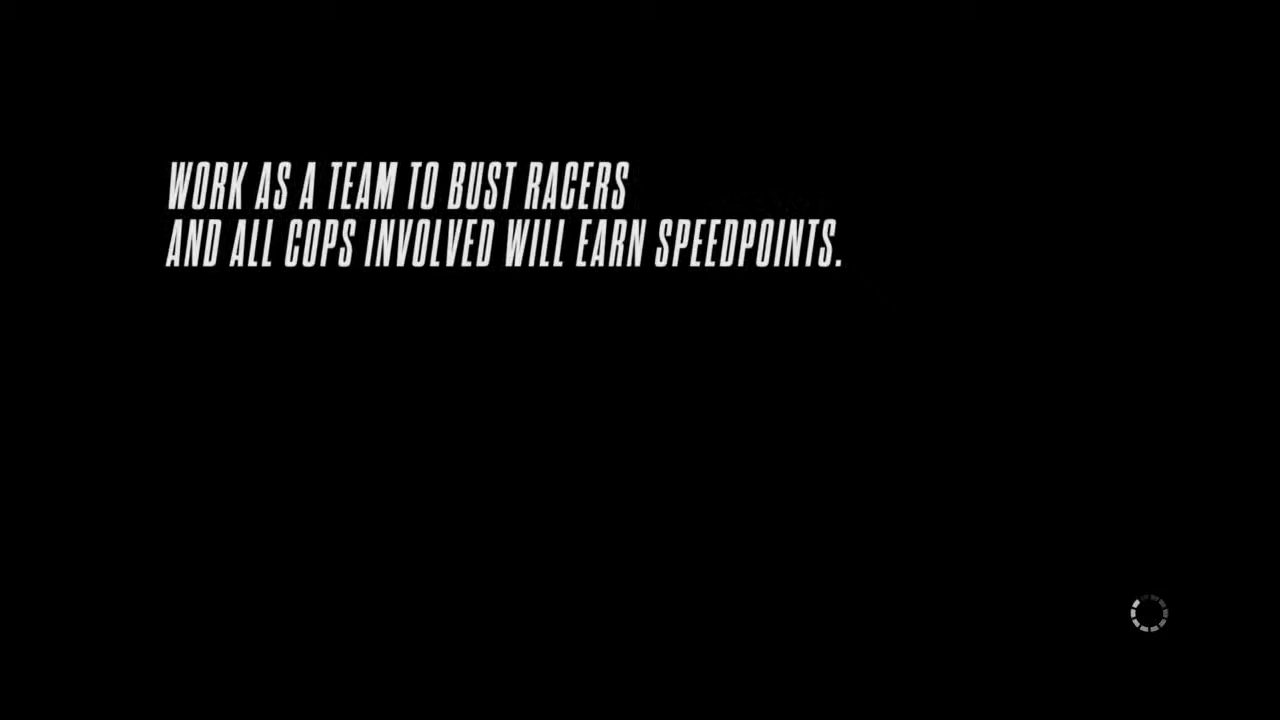 WORK AS A TEAM TO BUST RACERS
AND ALL COPS INVOLVED WILL EARN SPEEDPOINTS.